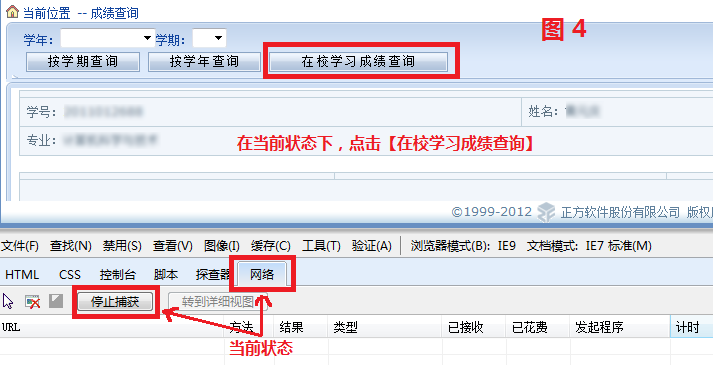 当前位置 -- 成绩查询
图 4
学年: 学期:
按学期查询 按学年查询 在校学习成绩查询
学号: 姓名:
专业:
在当前状态下，点击【在校学习成绩查询】
©1999-2012 正方软件股份有限公司 版权
文件(F) 查找(N) 禁用(S) 查看(V) 图像(I) 缓存(C) 工具(T) 验证(A) 浏览器模式(B): IE9 文档模式: IE7 标准(M)
HTML CSS 控制台 脚本 探查器 网络
停止捕获 转到详细视图
URL 方法 结果 类型 已接收 已花费 发起程序 计时
当前状态